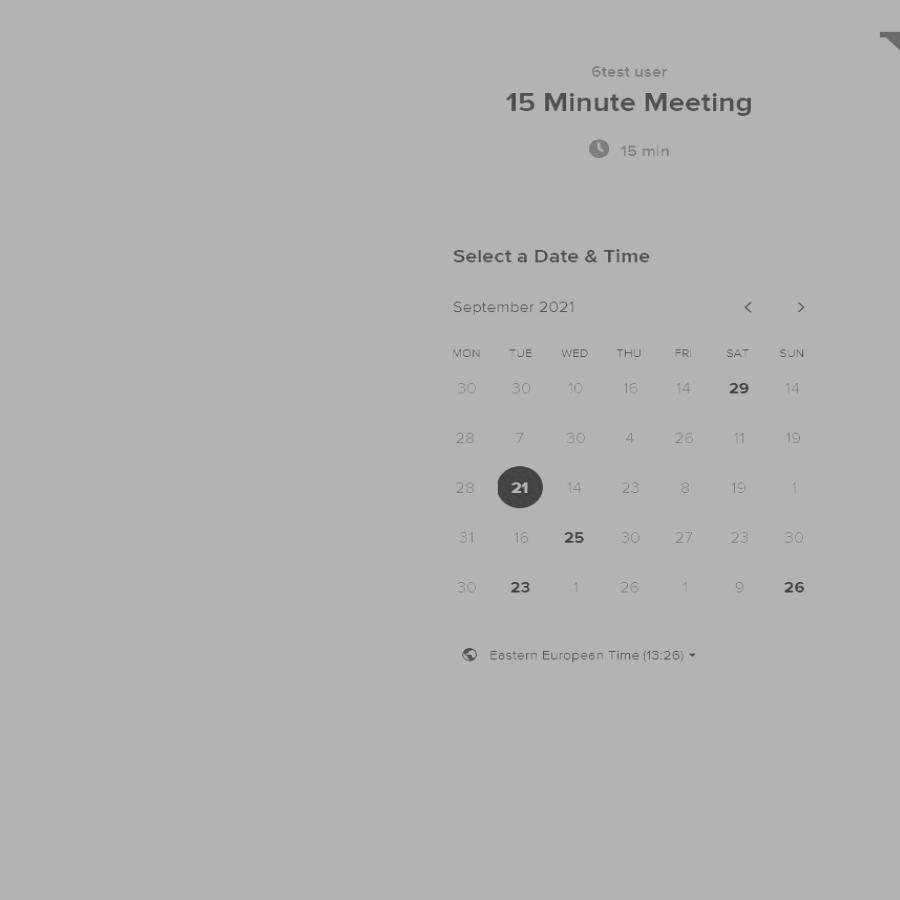 6test user
15 Minute Meeting
15 min
Select a Date & Time
September 2021
MON TUE WED THU FRI SAT SUN
30 30 10 16 14 29 14
28 7 30 4 26 11 19
28 21 14 23 8 19 1
31 16 25 30 27 23 30
30 23 1 26 1 9 26
Eastern European Time (13:26)